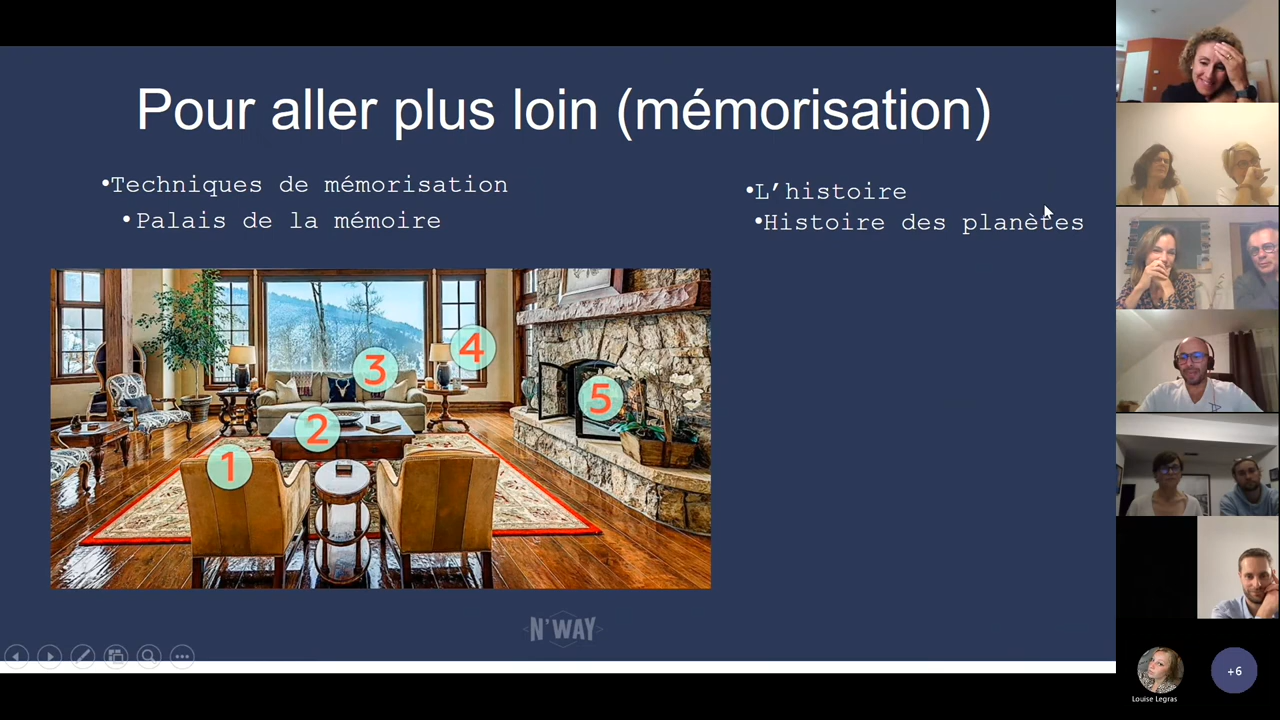 Pour aller plus loin (mémorisation)
•Techniques de mémorisation
•Palais de la mémoire
•L’histoire
•Histoire des planètes
1
2
3
4
5
N'WAY
Louise Legras
+6